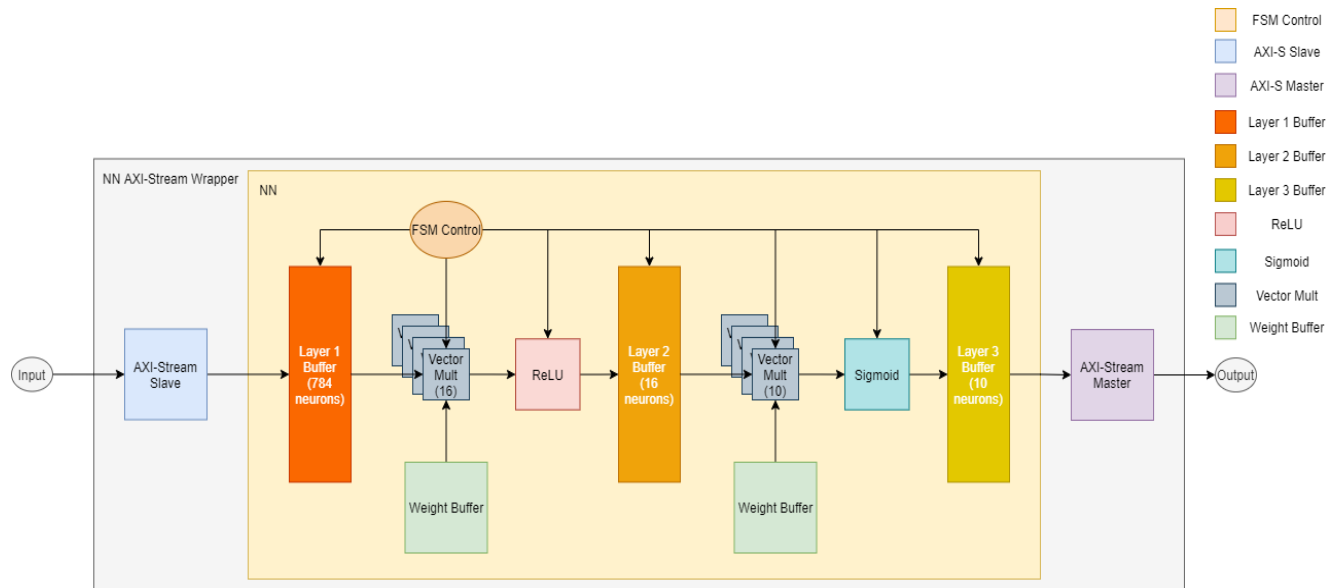 FSM Control
AXI-S Slave
AXI-S Master
Layer 1 Buffer
Layer 2 Buffer
Layer 3 Buffer
ReLU
Sigmoid
Vector Mult
Weight Buffer
NN AXI-Stream Wrapper
NN
FSM Control
Input
AXI-Stream
Slave
Layer 1
Buffer
(784
neurons)
V
V
V
Vector
Mult
(16)
Weight Buffer
ReLU
Layer 2
Buffer
(16
neurons)
V
V
V
Vector
Mult
(10)
Weight Buffer
Sigmoid
Layer 3
Buffer
(10
neurons)
AXI-Stream
Master
Output